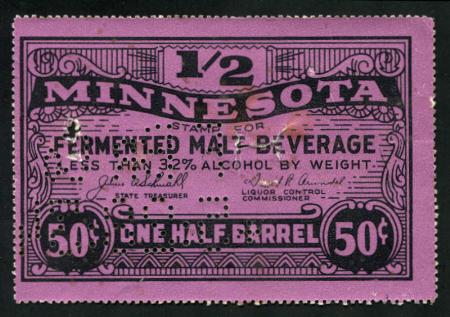 1/2
MINNESOTA
STAMP FOR
FERMENTED MALT BEVERAGE
LESS THAN 3.2% ALCOHOL BY WEIGHT
STATE TREASURER
LIQUOR CONTROL
COMMISSIONER
50¢ ONE HALF BARREL 50¢